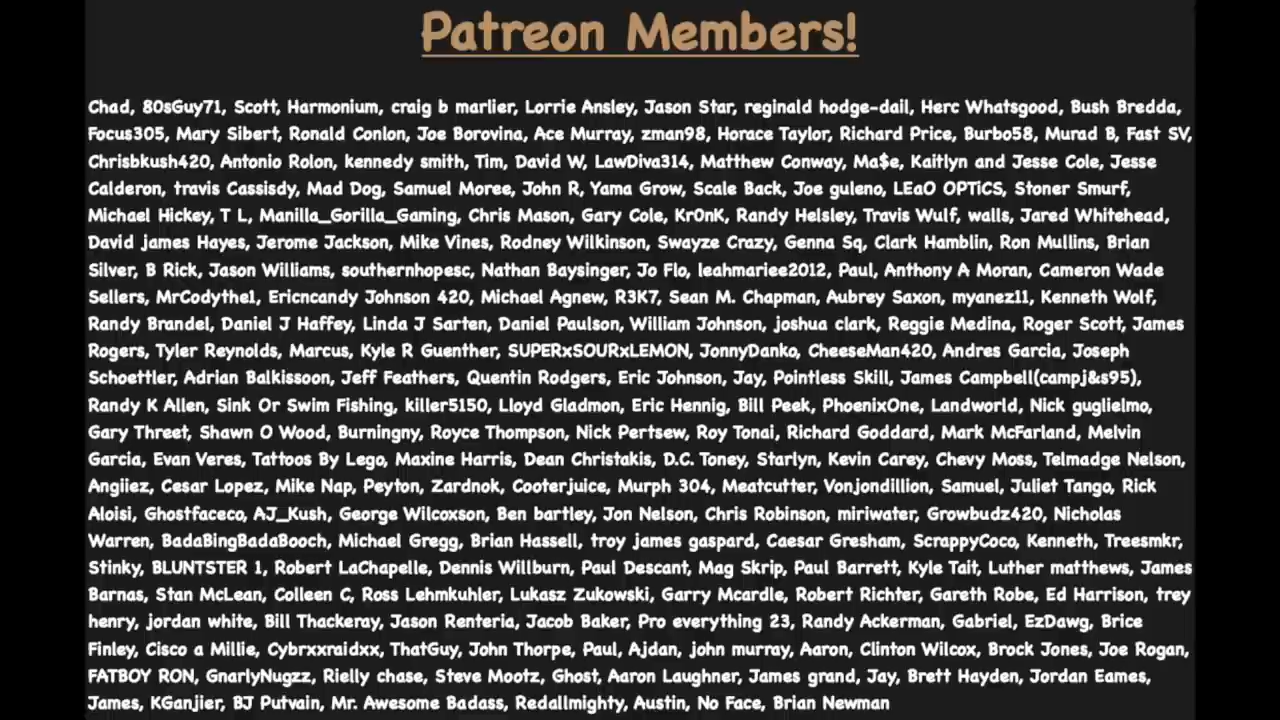 Patreon Members!
Chad, 80sGuy71, Scott, Harmonium, craig b marlier, Lorrie Ansley, Jason Star, reginald hodge-dail, Herc Whatsgood, Bush Bredda,
Focus305, Mary Sibert, Ronald Conlon, Joe Borovina, Ace Murray, zman98, Horace Taylor, Richard Price, Burbo58, Murad B, Fast SV,
Chrisbkush420, Antonio Rolon, kennedy smith, Tim, David W, LawDiva314, Matthew Conway, Ma$e, Kaitlyn and Jesse Cole, Jesse
Calderon, travis Cassisdy, Mad Dog, Samuel Moree, John R, Yama Grow, Scale Back, Joe guleno, LEaO OPTiCS, Stoner Smurf,
Michael Hickey, T L, Manilla_Gorilla_Gaming, Chris Mason, Gary Cole, Kr0nK, Randy Helsley, Travis Wulf, walls, Jared Whitehead,
David james Hayes, Jerome Jackson, Mike Vines, Rodney Wilkinson, Swayze Crazy, Genna Sq, Clark Hamblin, Ron Mullins, Brian
Silver, B Rick, Jason Williams, southernhopesc, Nathan Baysinger, Jo Flo, leahmariee2012, Paul, Anthony A Moran, Cameron Wade
Sellers, MrCodythe1, Ericncandy Johnson 420, Michael Agnew, R3K7, Sean M. Chapman, Aubrey Saxon, myanez11, Kenneth Wolf,
Randy Brandel, Daniel J Haffey, Linda J Sarten, Daniel Paulson, William Johnson, joshua clark, Reggie Medina, Roger Scott, James
Rogers, Tyler Reynolds, Marcus, Kyle R Guenther, SUPERxSOURxLEMON, JonnyDanko, CheeseMan420, Andres Garcia, Joseph
Schoettler, Adrian Balkissoon, Jeff Feathers, Quentin Rodgers, Eric Johnson, Jay, Pointless Skill, James Campbell(campj&s95),
Randy K Allen, Sink Or Swim Fishing, killer5150, Lloyd Gladmon, Eric Hennig, Bill Peek, PhoenixOne, Landworld, Nick guglielmo,
Gary Threet, Shawn O Wood, Burningny, Royce Thompson, Nick Pertsew, Roy Tonai, Richard Goddard, Mark McFarland, Melvin
Garcia, Evan Veres, Tattoos By Lego, Maxine Harris, Dean Christakis, D.C. Toney, Starlyn, Kevin Carey, Chevy Moss, Telmadge Nelson,
Angiiez, Cesar Lopez, Mike Nap, Peyton, Zardnok, Cooterjuice, Murph 304, Meatcutter, Vonjondillion, Samuel, Juliet Tango, Rick
Aloisi, Ghostfaceco, AJ_Kush, George Wilcoxson, Ben bartley, Jon Nelson, Chris Robinson, miriwater, Growbudz420, Nicholas
Warren, BadaBingBadaBooch, Michael Gregg, Brian Hassell, troy james gaspard, Caesar Gresham, ScrappyCoco, Kenneth, Treesmkr,
Stinky, BLUNTSTER 1, Robert LaChapelle, Dennis Willburn, Paul Descant, Mag Skrip, Paul Barrett, Kyle Tait, Luther matthews, James
Barnas, Stan McLean, Colleen C, Ross Lehmkuhler, Lukasz Zukowski, Garry Mcardle, Robert Richter, Gareth Robe, Ed Harrison, trey
henry, jordan white, Bill Thackeray, Jason Renteria, Jacob Baker, Pro everything 23, Randy Ackerman, Gabriel, EzDawg, Brice
Finley, Cisco a Millie, Cybrxxraidxx, ThatGuy, John Thorpe, Paul, Ajdan, john murray, Aaron, Clinton Wilcox, Brock Jones, Joe Rogan,
FATBOY RON, GnarlyNugzz, Rielly chase, Steve Mootz, Ghost, Aaron Laughner, James grand, Jay, Brett Hayden, Jordan Eames,
James, KGanjier, BJ Putvain, Mr. Awesome Badass, Redallmighty, Austin, No Face, Brian Newman